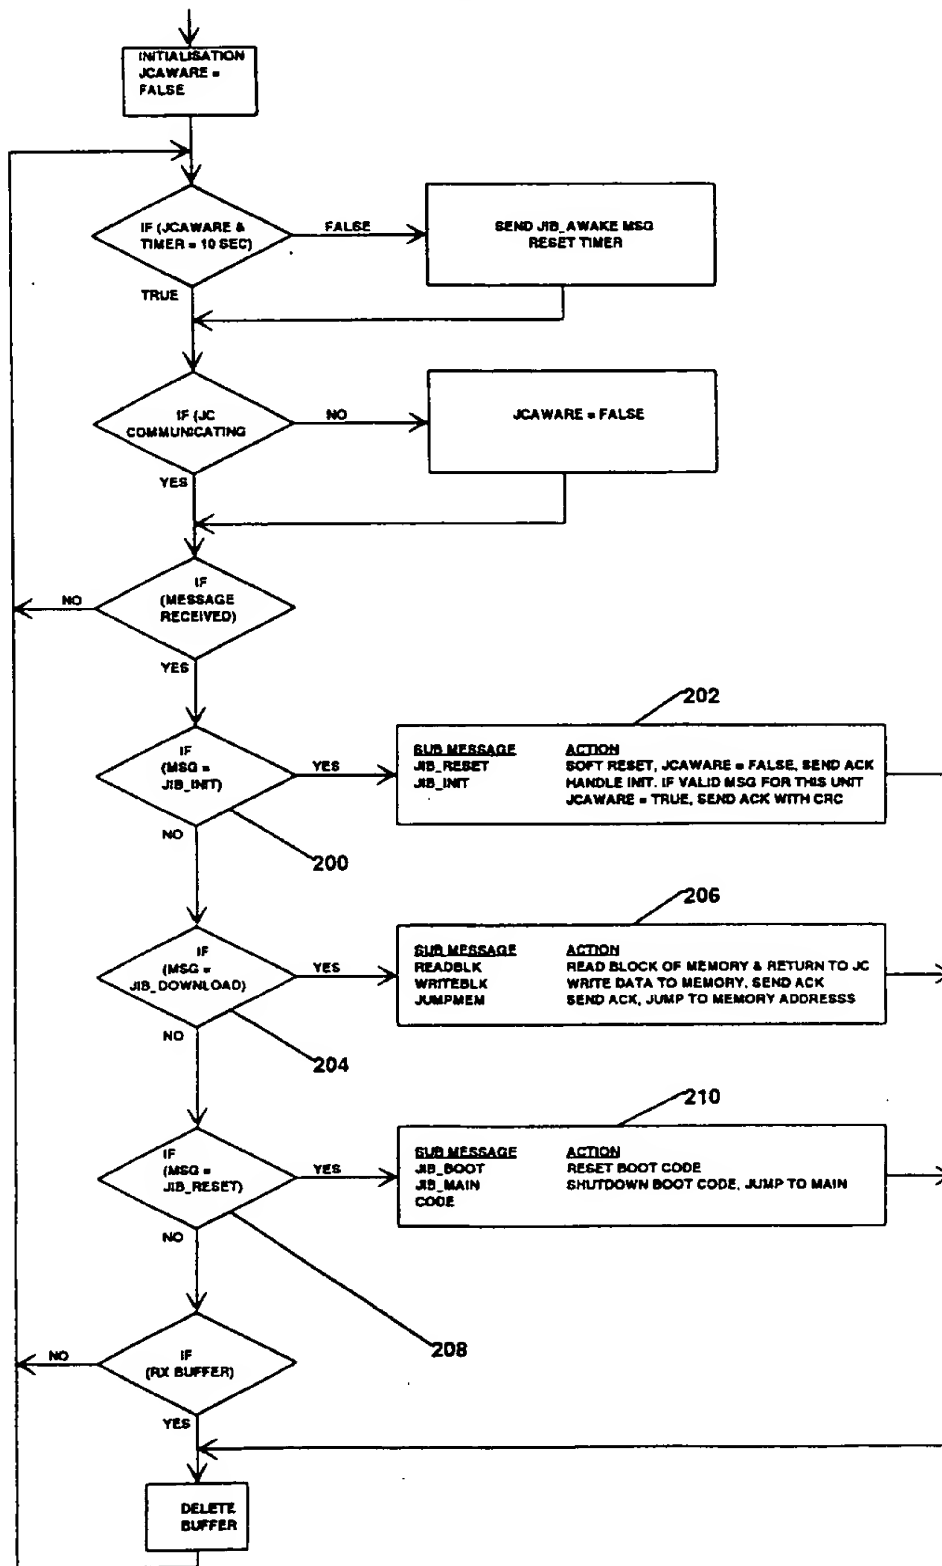 INITIALISATION
JCAWARE =
FALSE
IF (JCAWARE &
TIMER = 10 SEC)
FALSE
SEND JIB_AWAKE MSG
RESET TIMER
TRUE
IF (JC
COMMUNICATING
NO
JCAWARE = FALSE
YES
IF
(MESSAGE
RECEIVED)
NO
YES
202
IF
(MSG =
JIB_INIT)
YES
SUB MESSAGE ACTION
JIB_RESET SOFT RESET, JCAWARE = FALSE, SEND ACK
JIB_INIT HANDLE INIT. IF VALID MSG FOR THIS UNIT
JCAWARE = TRUE, SEND ACK WITH CRC
NO
200
206
IF
(MSG =
JIB_DOWNLOAD)
YES
SUB MESSAGE ACTION
READBLK READ BLOCK OF MEMORY & RETURN TO JC
WRITEBLK WRITE DATA TO MEMORY, SEND ACK
JUMPMEM SEND ACK, JUMP TO MEMORY ADDRESSS
NO
204
210
IF
(MSG =
JIB_RESET)
YES
SUB MESSAGE ACTION
JIB_BOOT RESET BOOT CODE
JIB_MAIN SHUTDOWN BOOT CODE, JUMP TO MAIN
CODE
NO
208
IF
(RX BUFFER)
NO
YES
DELETE
BUFFER